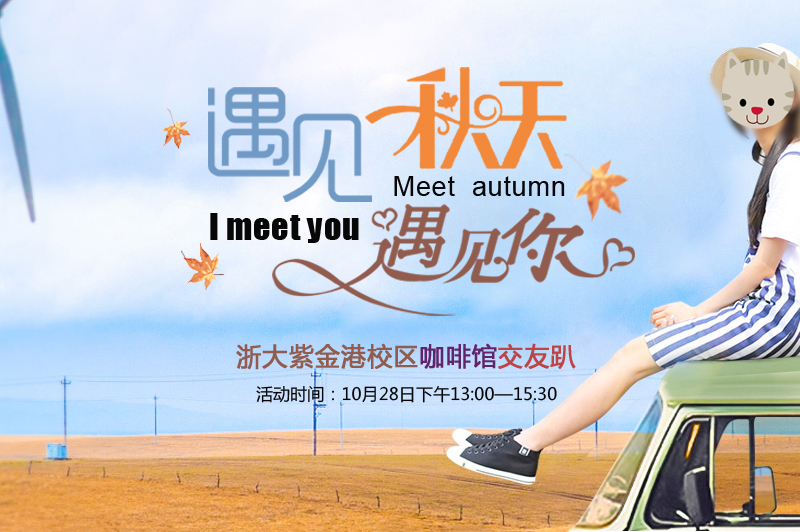 遇见秋天
Meet autumn
I meet you
遇见你
浙大紫金港校区咖啡馆交友趴
活动时间：10月28日下午13:00—15:30